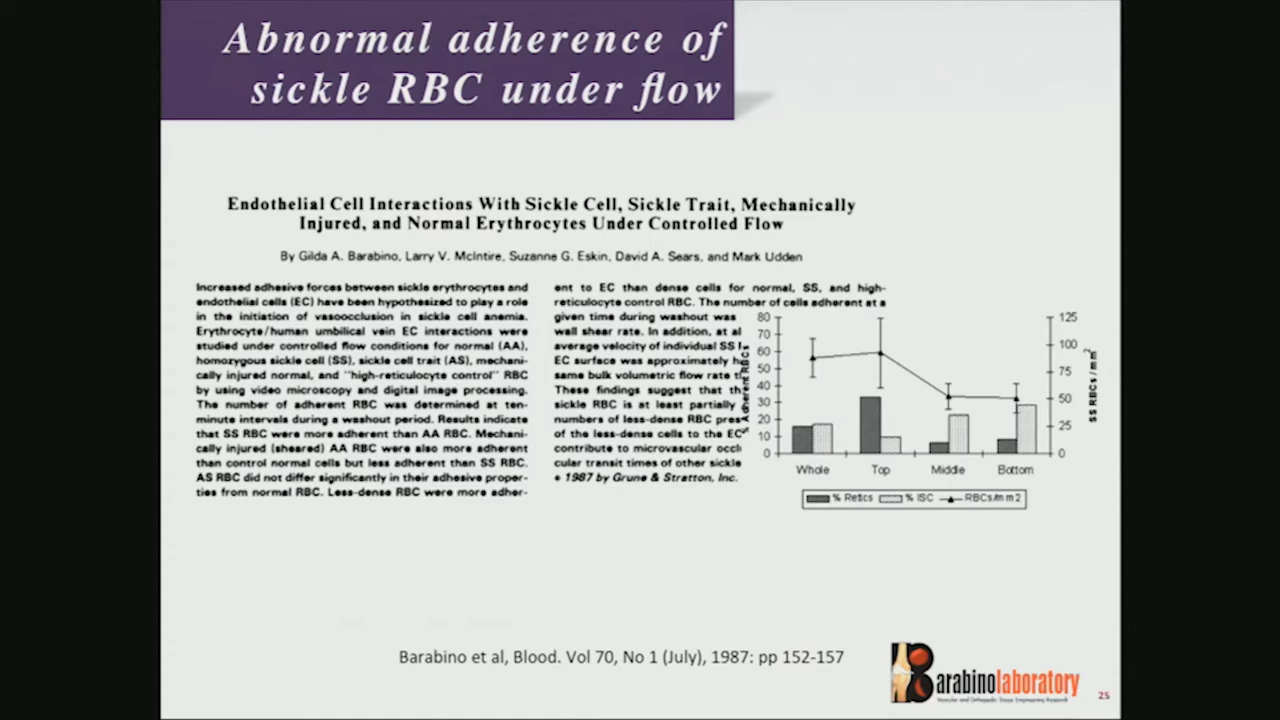 Abnormal adherence of
sickle RBC under flow
Endothelial Cell Interactions With Sickle Cell, Sickle Trait, Mechanically
Injured, and Normal Erythrocytes Under Controlled Flow
By Gilda A. Barabino, Larry V. McIntire, Suzanne G. Eskin, David A. Sears, and Mark Udden
Increased adhesive forces between sickle erythrocytes and
endothelial cells (EC) have been hypothesized to play a role
in the initiation of vasoocclusion in sickle cell anemia.
Erythrocyte/human umbilical vein EC interactions were
studied under controlled flow conditions for normal (AA),
homozygous sickle cell (SS), sickle cell trait (AS), mechani-
cally injured normal, and "high-reticulocyte control" RBC
by using video microscopy and digital image processing.
The number of adherent RBC was determined at ten-
minute intervals during a washout period. Results indicate
that SS RBC were more adherent than AA RBC. Mechani-
cally injured (sheared) AA RBC were also more adherent
than control normal cells but less adherent than SS RBC.
AS RBC did not differ significantly in their adhesive proper-
ties from normal RBC. Less-dense RBC were more adher-
ent to EC than dense cells for normal, SS, and high-
reticulocyte control RBC. The number of cells adherent at a
given time during washout was
wall shear rate. In addition, at al
average velocity of individual SS
EC surface was approximately h
same bulk volumetric flow rate t
These findings suggest that th
sickle RBC is at least partially
numbers of less-dense RBC pres
of the less-dense cells to the EC
contribute to microvascular occl
cular transit times of other sickle
© 1987 by Grune & Stratton, Inc.
80
70
60
50
40
30
20
10
0
% Adherent RBCs
125
100
75
50
25
0
SS RBCs/mm2
Whole Top Middle Bottom
% Retics % ISC RBCs/mm2
Barabino et al, Blood. Vol 70, No 1 (July), 1987: pp 152-157
Barabinolaboratory
Vascular and Orthopedic Tissue Engineering Research
25